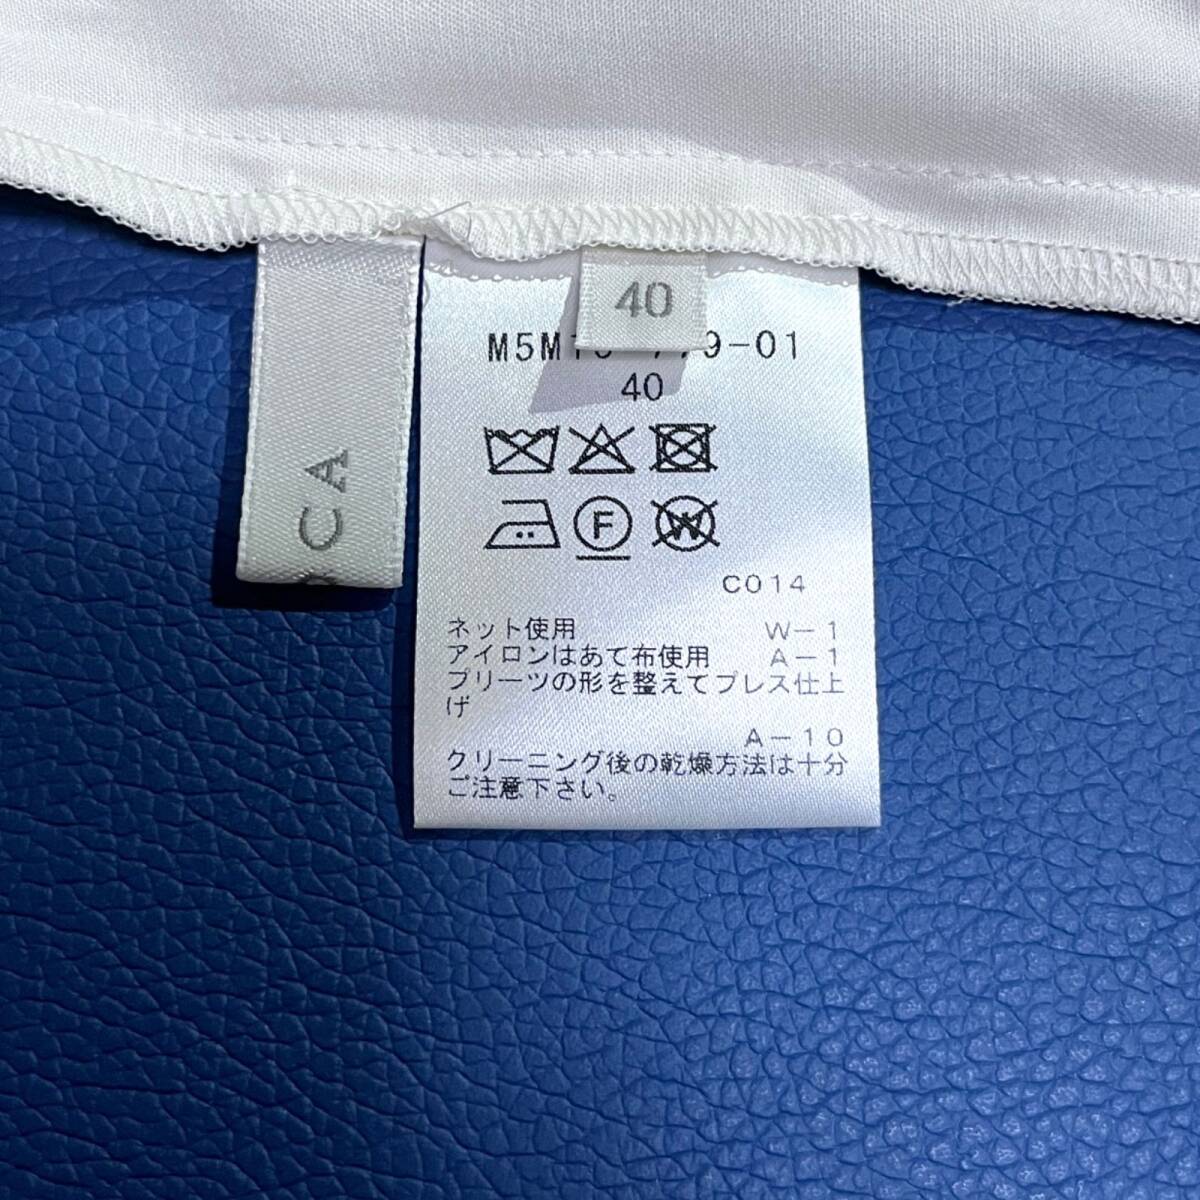 40
40
F
W
CA
C014
ネット使用 W-1
アイロンはあて布使用 A-1
プリーツの形を整えてプレス仕上
げ
A-10
クリーニング後の乾燥方法は十分
ご注意下さい。